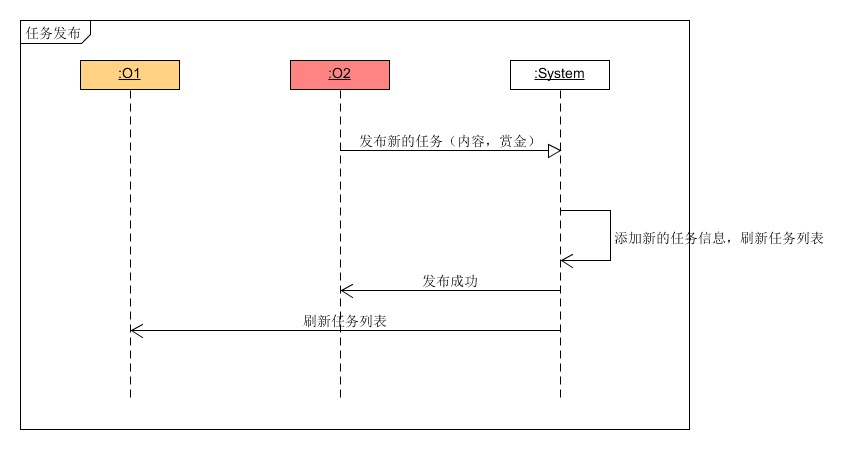 任务发布
:O1
:O2
:System
发布新的任务（内容，赏金）
添加新的任务信息，刷新任务列表
发布成功
刷新任务列表